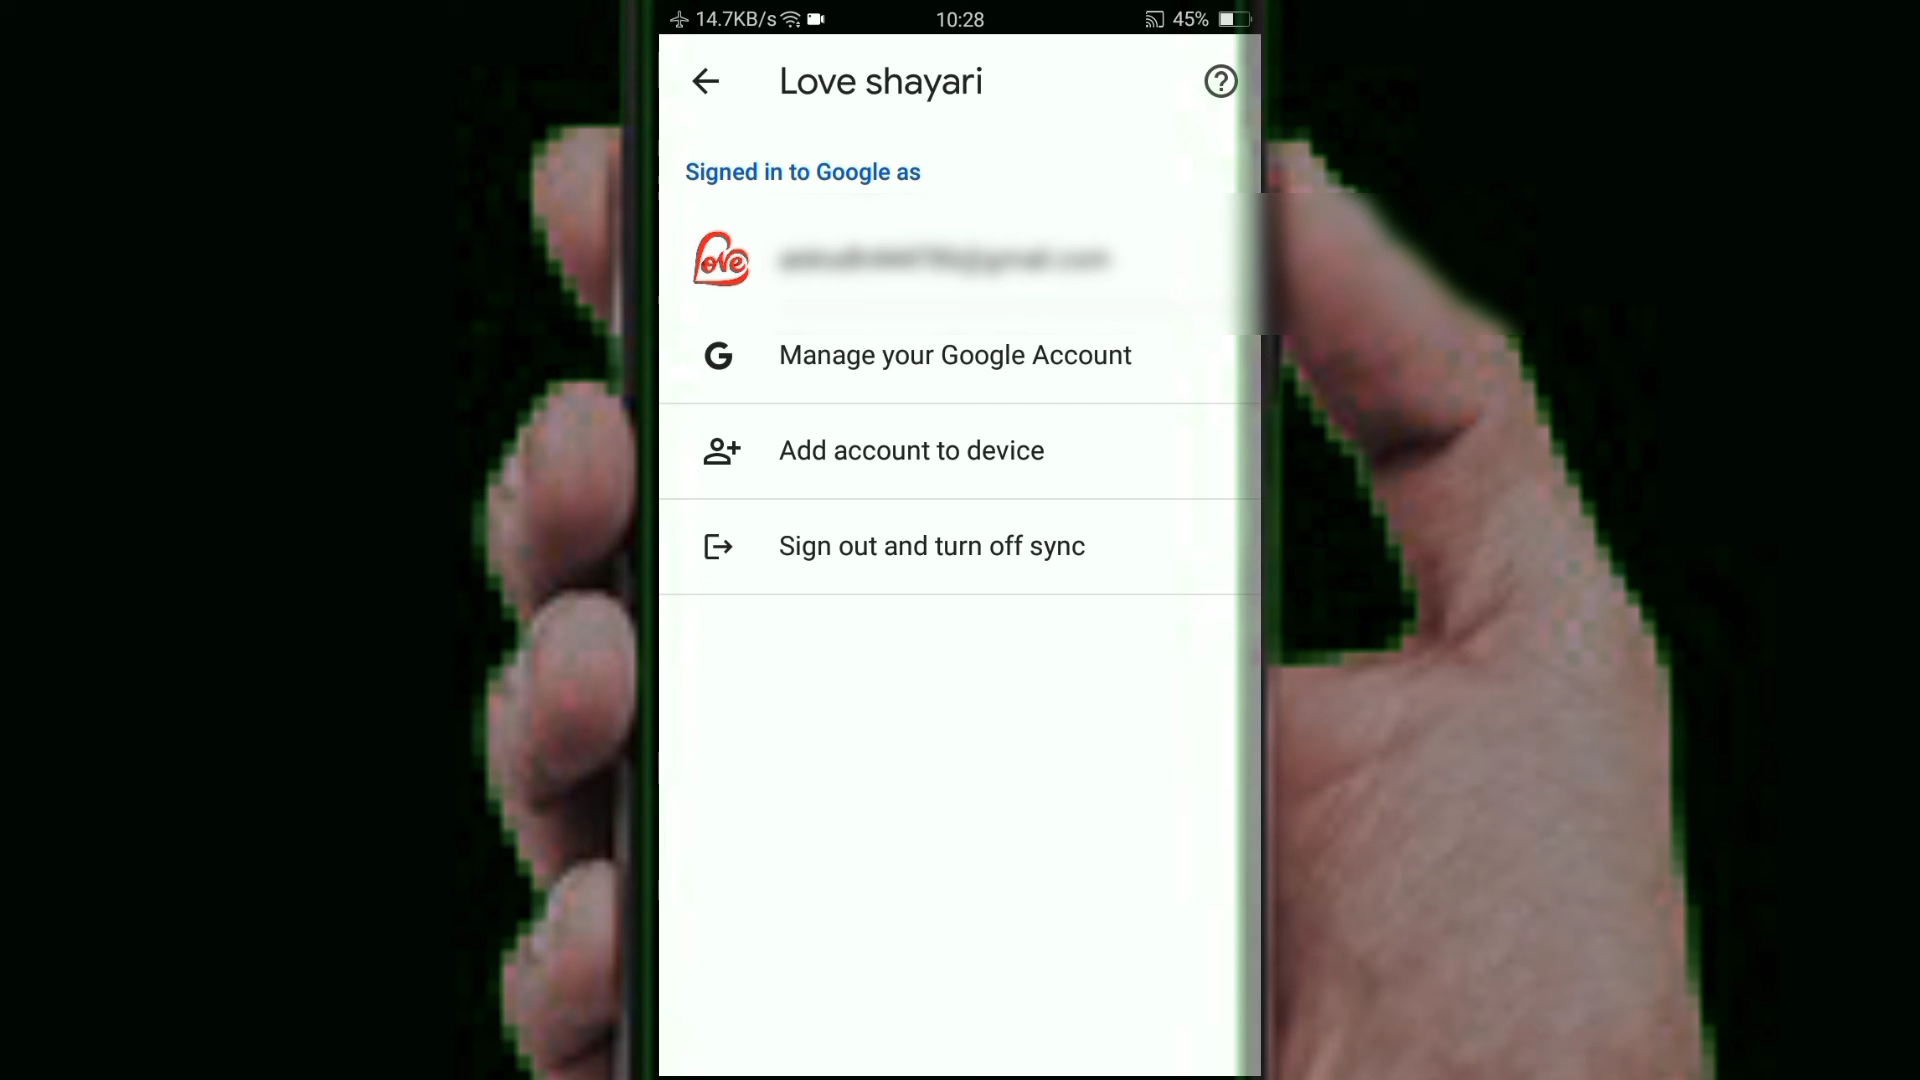 14.7KB/s 10:28 45%
Love shayari
Signed in to Google as
Love
Manage your Google Account
Add account to device
Sign out and turn off sync